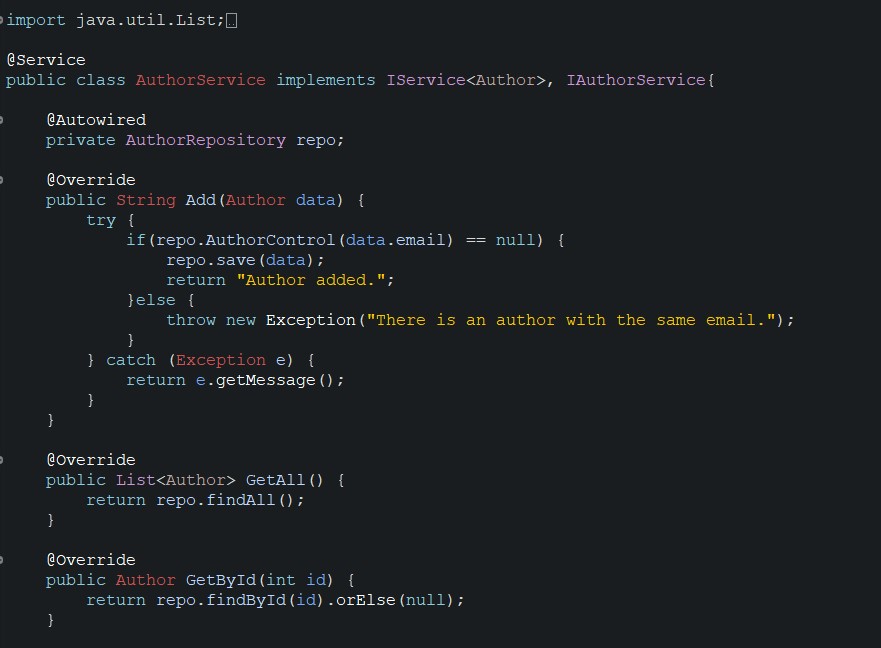 import java.util.List;
@Service
public class AuthorService implements IService<Author>, IAuthorService{
@Autowired
private AuthorRepository repo;
@Override
public String Add(Author data) {
try {
if(repo.AuthorControl(data.email) == null) {
repo.save(data);
return "Author added.";
}else {
throw new Exception("There is an author with the same email.");
}
} catch (Exception e) {
return e.getMessage();
}
}
@Override
public List<Author> GetAll() {
return repo.findAll();
}
@Override
public Author GetById(int id) {
return repo.findById(id).orElse(null);
}